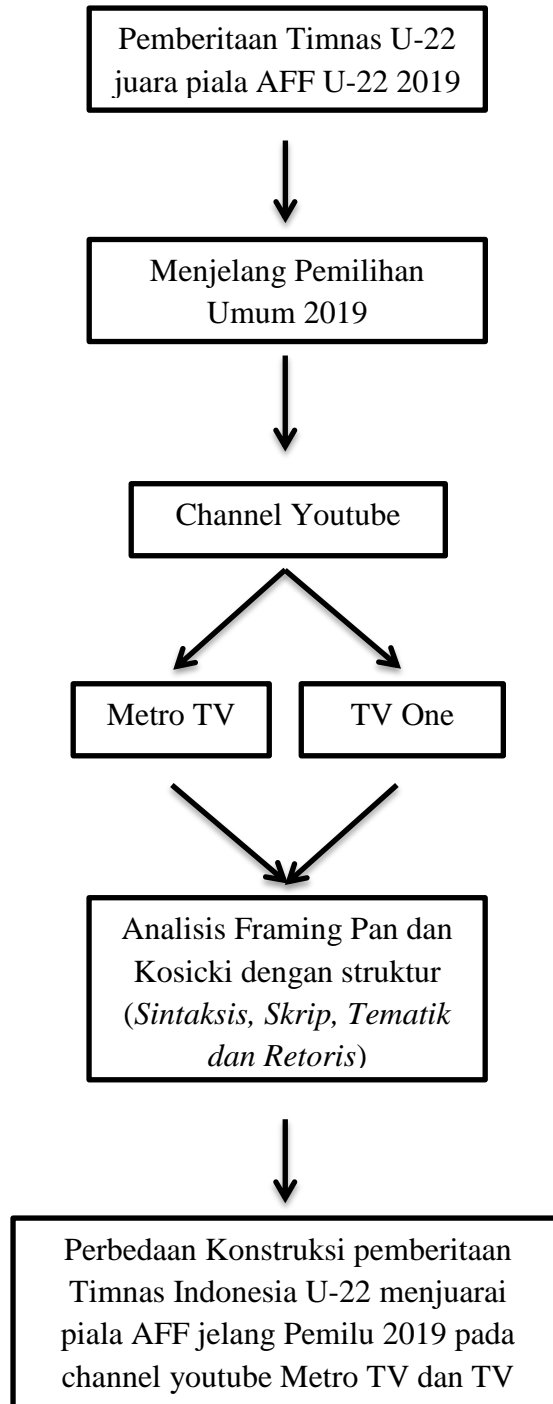 Pemberitaan Timnas U-22
juara piala AFF U-22 2019
Menjelang Pemilihan
Umum 2019
Channel Youtube
Metro TV
TV One
Analisis Framing Pan dan
Kosicki dengan struktur
(Sintaksis, Skrip, Tematik
dan Retoris)
Perbedaan Konstruksi pemberitaan
Timnas Indonesia U-22 menjuarai
piala AFF jelang Pemilu 2019 pada
channel youtube Metro TV dan TV